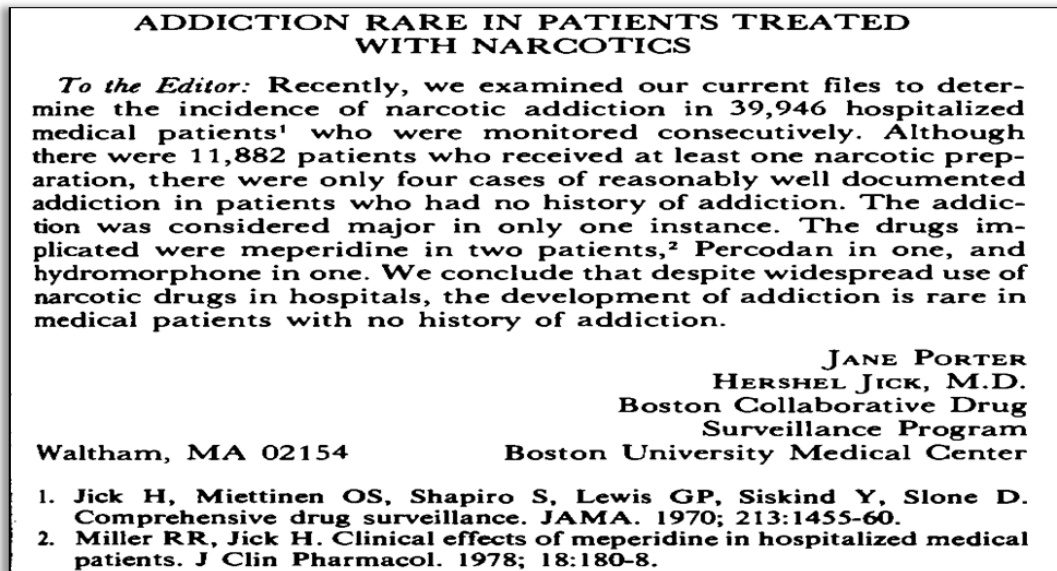 ADDICTION RARE IN PATIENTS TREATED
WITH NARCOTICS
To the Editor: Recently, we examined our current files to deter-
mine the incidence of narcotic addiction in 39,946 hospitalized
medical patients¹ who were monitored consecutively. Although
there were 11,882 patients who received at least one narcotic prep-
aration, there were only four cases of reasonably well documented
addiction in patients who had no history of addiction. The addic-
tion was considered major in only one instance. The drugs im-
plicated were meperidine in two patients,² Percodan in one, and
hydromorphone in one. We conclude that despite widespread use of
narcotic drugs in hospitals, the development of addiction is rare in
medical patients with no history of addiction.
JANE PORTER
HERSHEL JICK, M.D.
Boston Collaborative Drug
Surveillance Program
Waltham, MA 02154 Boston University Medical Center
1. Jick H, Miettinen OS, Shapiro S, Lewis GP, Siskind Y, Slone D.
Comprehensive drug surveillance. JAMA. 1970; 213:1455-60.
2. Miller RR, Jick H. Clinical effects of meperidine in hospitalized medical
patients. J Clin Pharmacol. 1978; 18:180-8.